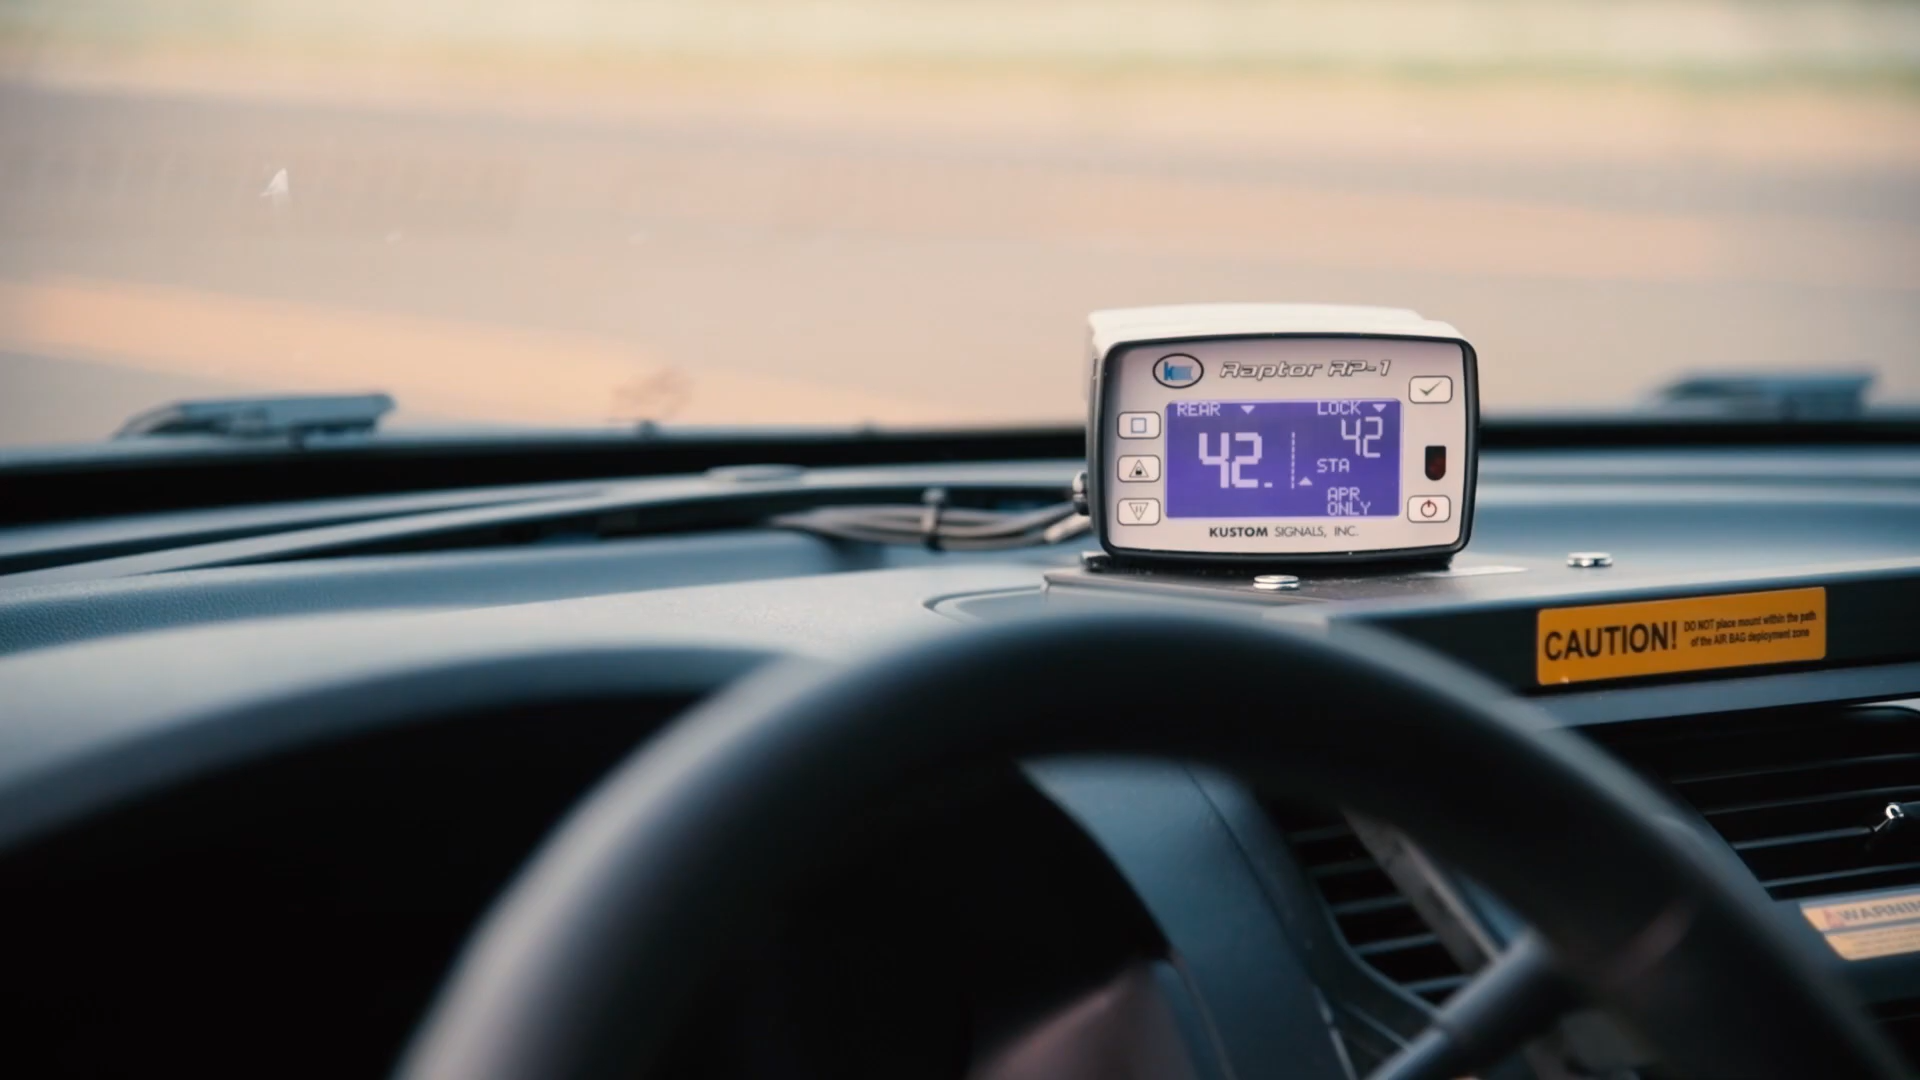 Raptor RP-1
REAR LOCK
42 42
STA
APR
ONLY
KUSTOM SIGNALS, INC.
CAUTION! DO NOT place mount within the path
of the AIR BAG deployment zone